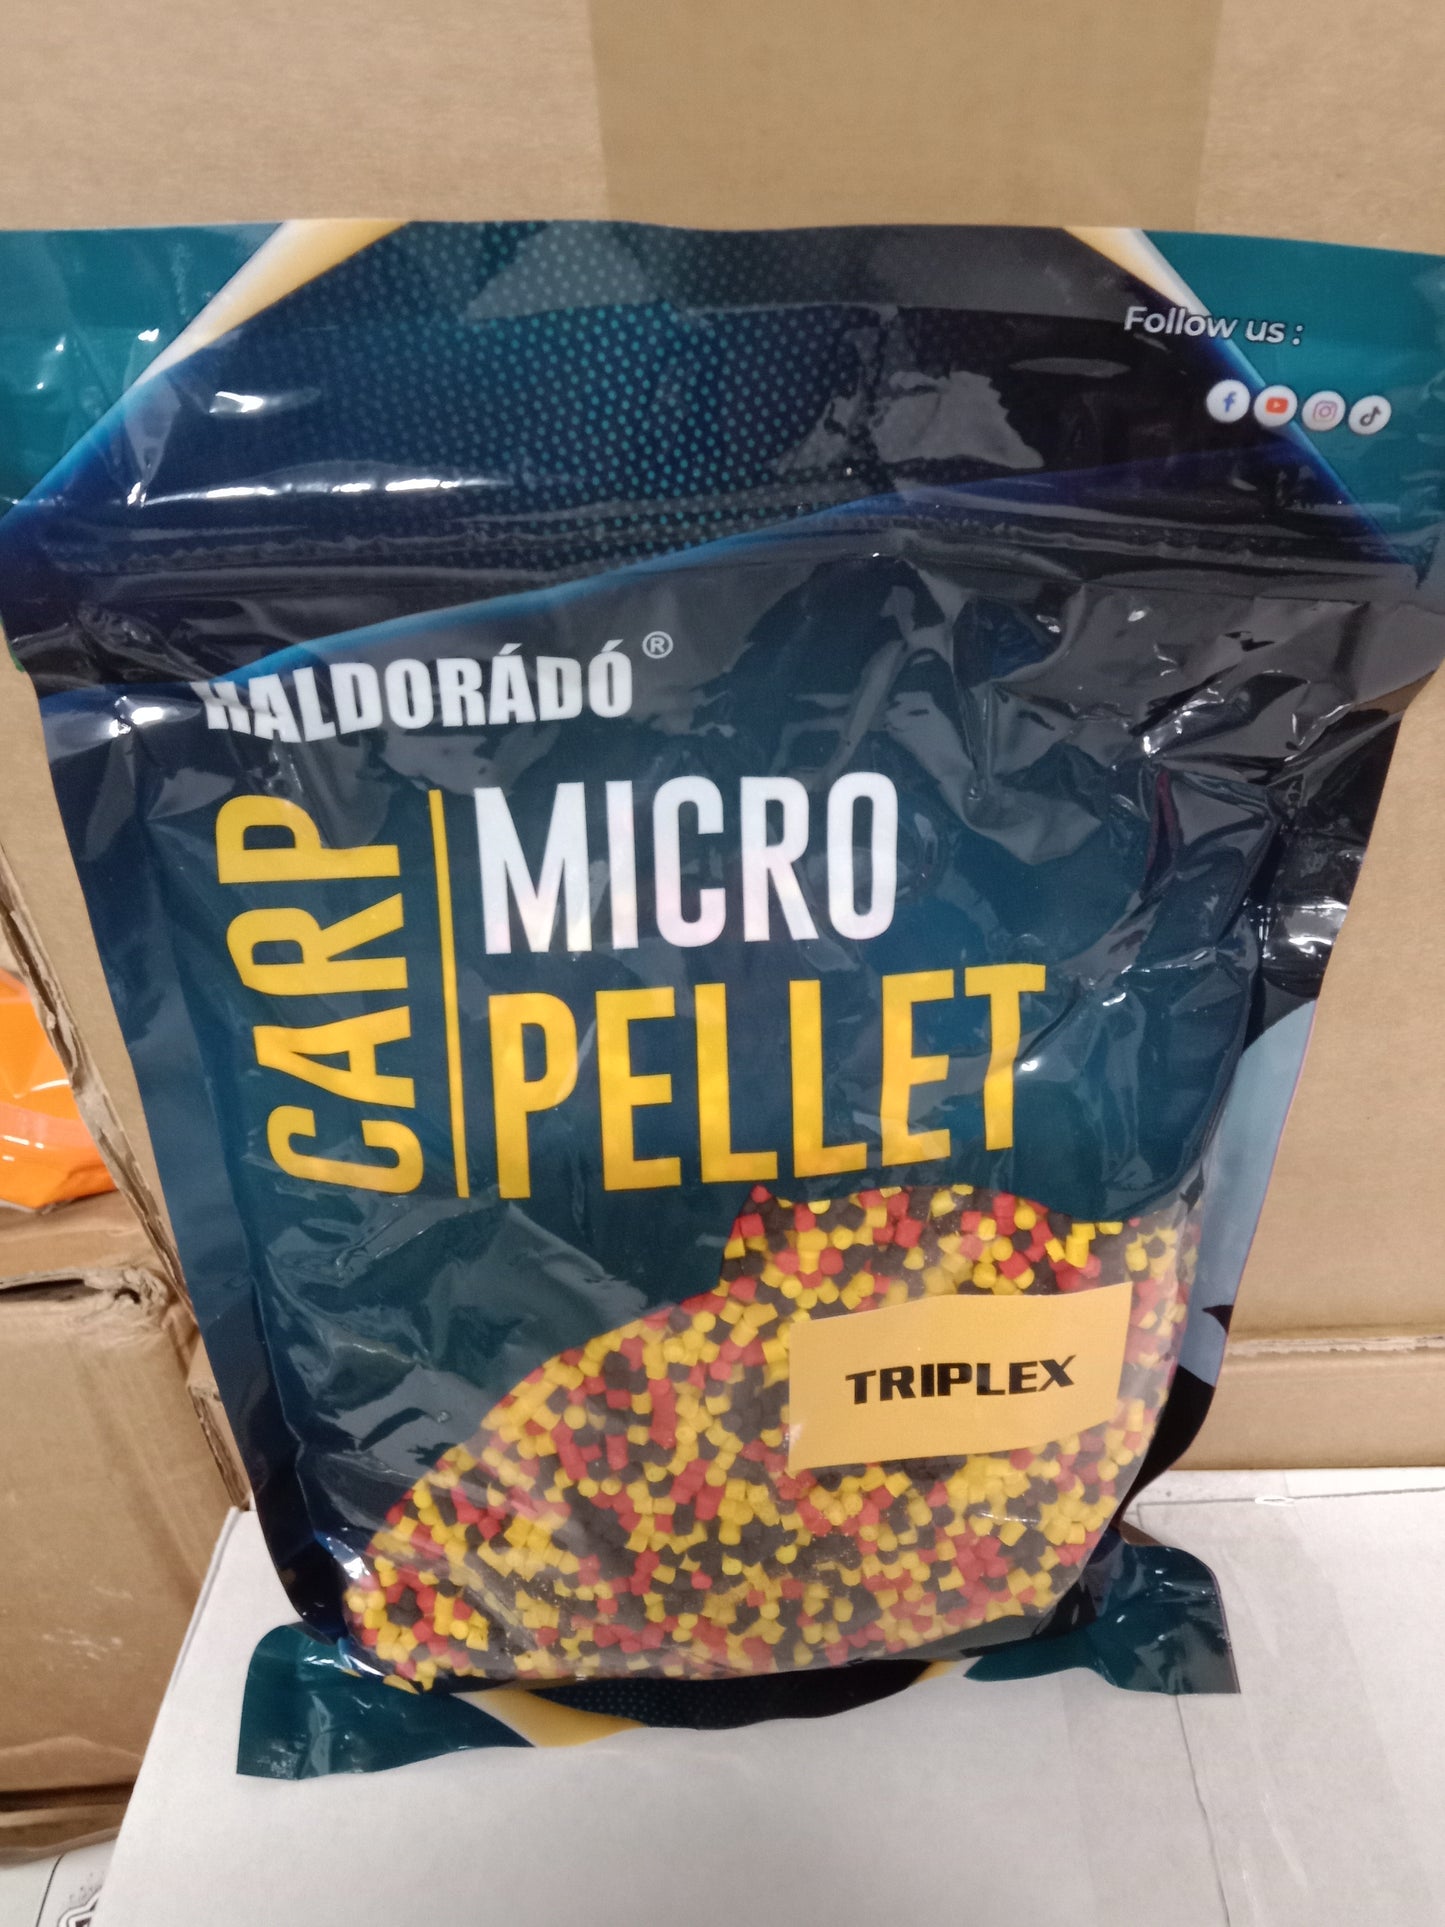 Follow us :
HALDORÁDÓ ®
CARP
MICRO
PELLET
TRIPLEX